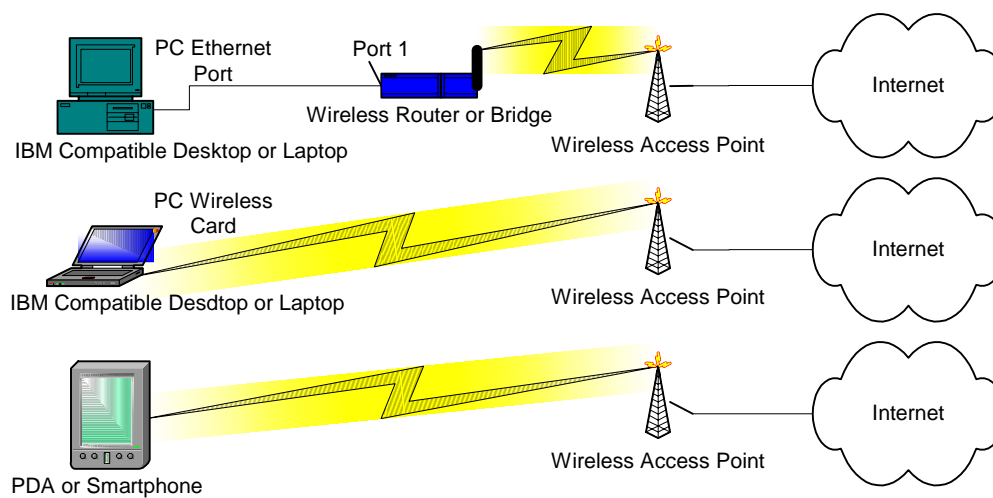 PC Ethernet
Port
Port 1
Wireless Router or Bridge
IBM Compatible Desktop or Laptop
Wireless Access Point
Internet
PC Wireless
Card
IBM Compatible Desdtop or Laptop
Wireless Access Point
Internet
PDA or Smartphone
Wireless Access Point
Internet